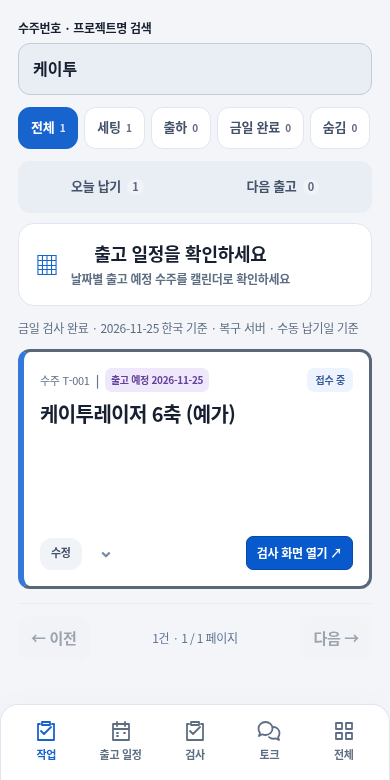 수주번호 · 프로젝트명 검색
케이투
전체 1 세팅 1 출하 0 금일 완료 0 숨김 0
오늘 납기 1 다음 출고 0
출고 일정을 확인하세요
날짜별 출고 예정 수주를 캘린더로 확인하세요
금일 검사 완료 · 2026-11-25 한국 기준 · 복구 서버 · 수동 납기일 기준
수주 T-001 | 출고 예정 2026-11-25 접수 중
케이투레이저 6축 (예가)
수정 검사 화면 열기 ↗
← 이전 1건 · 1 / 1 페이지 다음 →
작업 출고 일정 검사 토크 전체